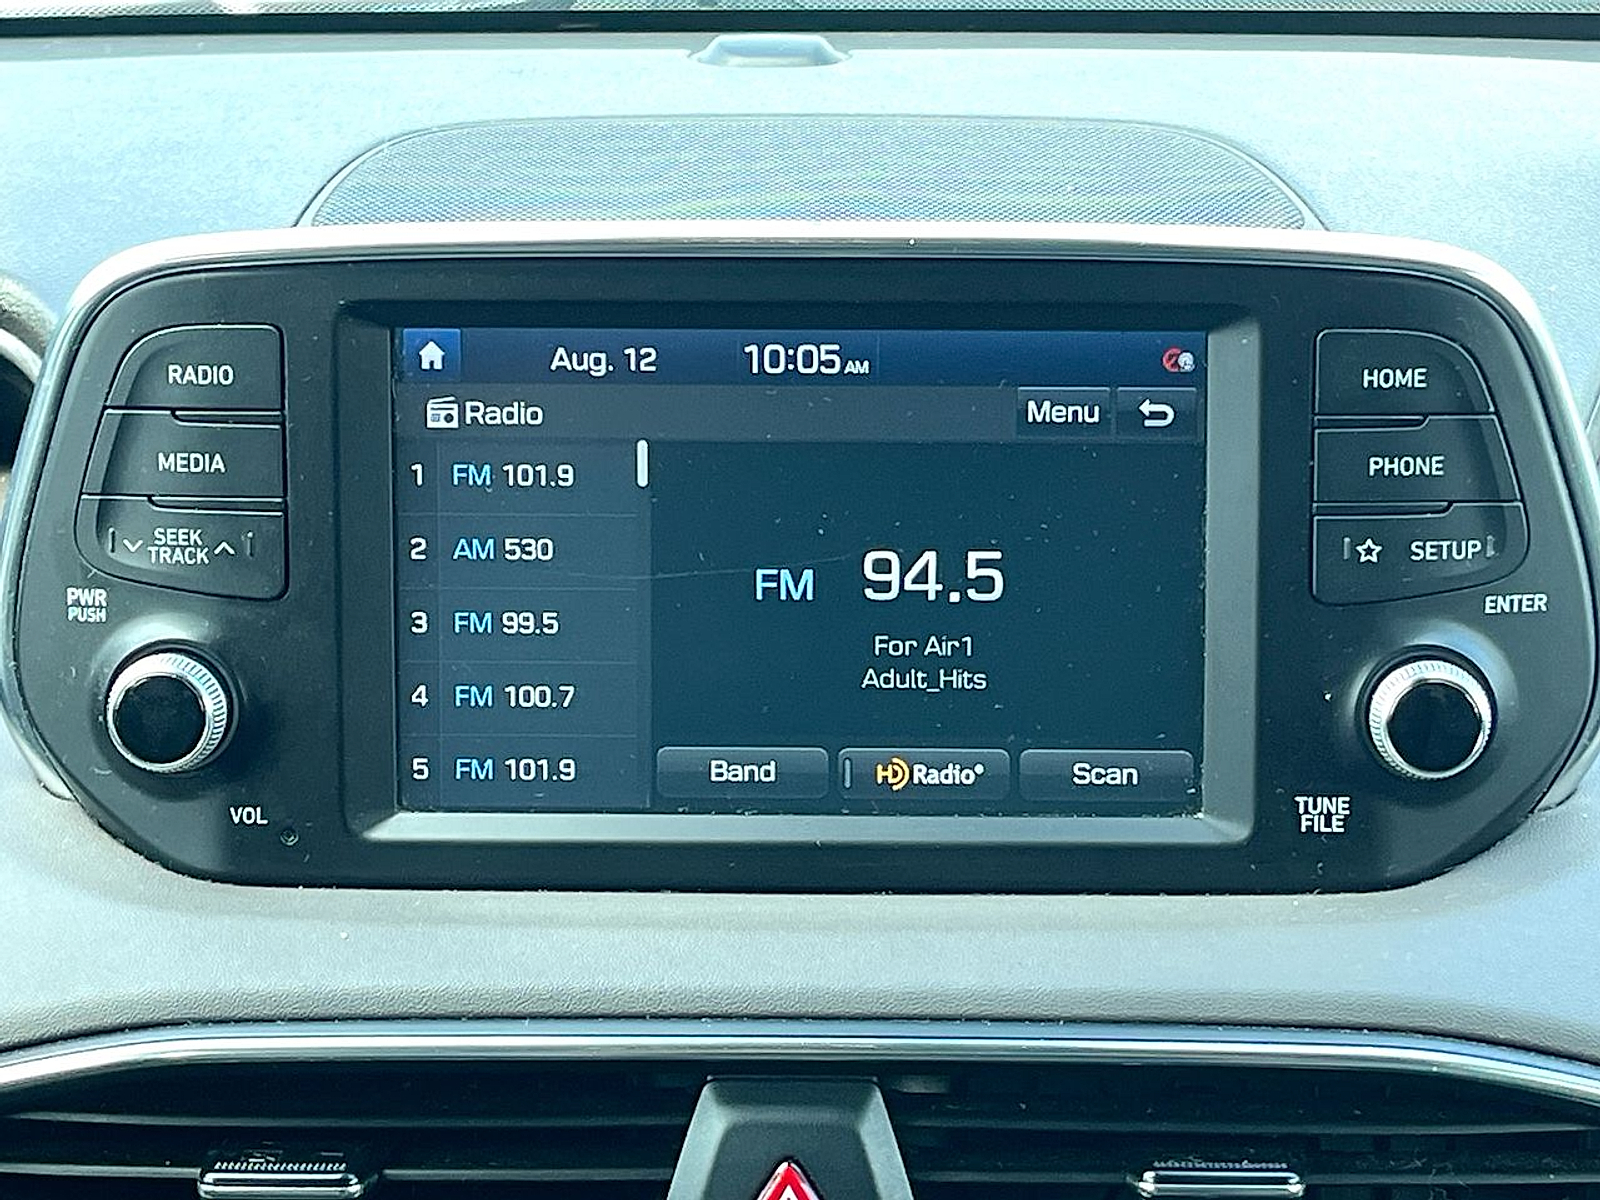 Aug. 12 10:05 AM
RADIO
HOME
Radio
Menu
1 FM 101.9
MEDIA
PHONE
2 AM 530
SEEK
TRACK
SETUP
FM 94.5
PWR
PUSH
ENTER
3 FM 99.5
For Air1
Adult_Hits
4 FM 100.7
5 FM 101.9
Band
HD Radio®
Scan
VOL
TUNE
FILE